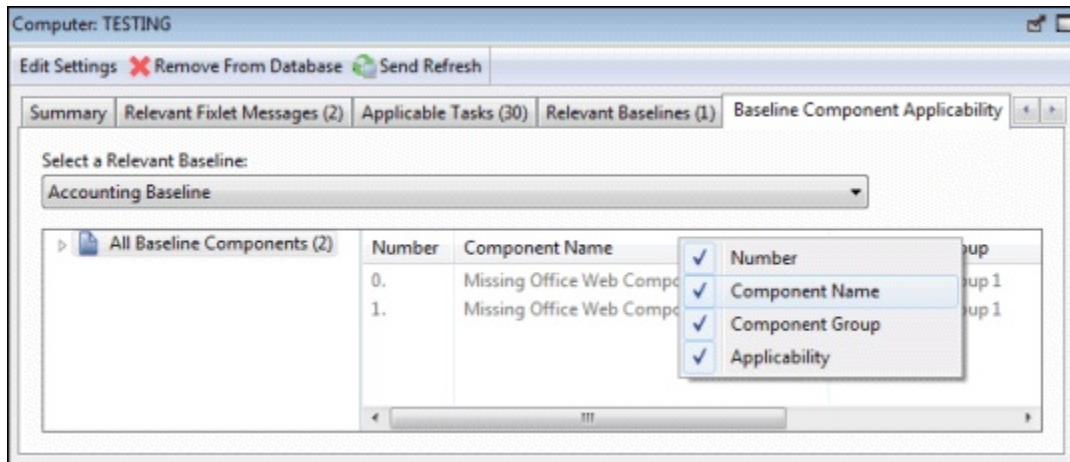 Computer: TESTING
Edit Settings Remove From Database Send Refresh
Summary Relevant Fixlet Messages (2) Applicable Tasks (30) Relevant Baselines (1) Baseline Component Applicability
Select a Relevant Baseline:
Accounting Baseline
All Baseline Components (2) Number Component Name
Number
0. Missing Office Web
Component Name
1. Missing Office Web
Component Group
Applicability